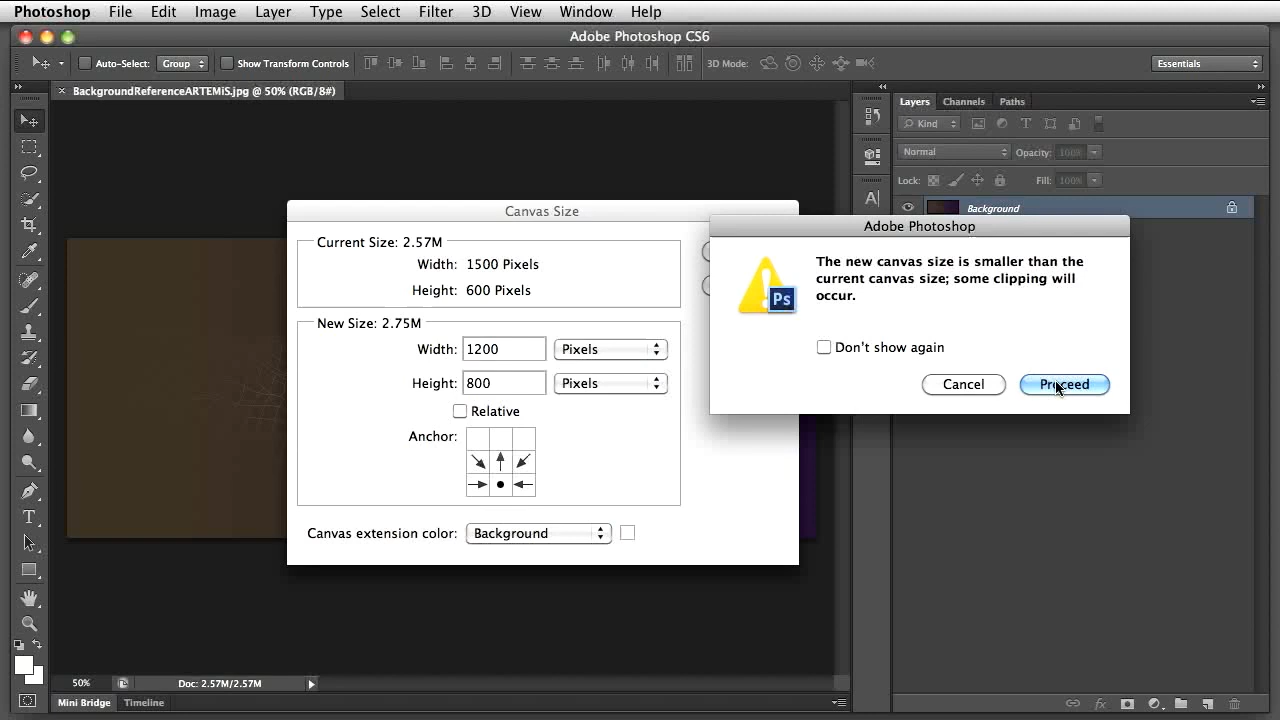 Photoshop File Edit Image Layer Type Select Filter 3D View Window Help
Adobe Photoshop CS6
Auto-Select: Group Show Transform Controls 3D Mode: Essentials
BackgroundReferenceARTEMiS.jpg @ 50% (RGB/8#)
Layers Channels Paths
Kind
Normal Opacity: 100%
Lock: Fill: 100%
Background
Canvas Size
Current Size: 2.57M
Width: 1500 Pixels
Height: 600 Pixels
New Size: 2.75M
Width: 1200 Pixels
Height: 800 Pixels
Relative
Anchor:
Canvas extension color: Background
Adobe Photoshop
Ps
The new canvas size is smaller than the
current canvas size; some clipping will
occur.
Don't show again
Cancel Proceed
50% Doc: 2.57M/2.57M
Mini Bridge Timeline